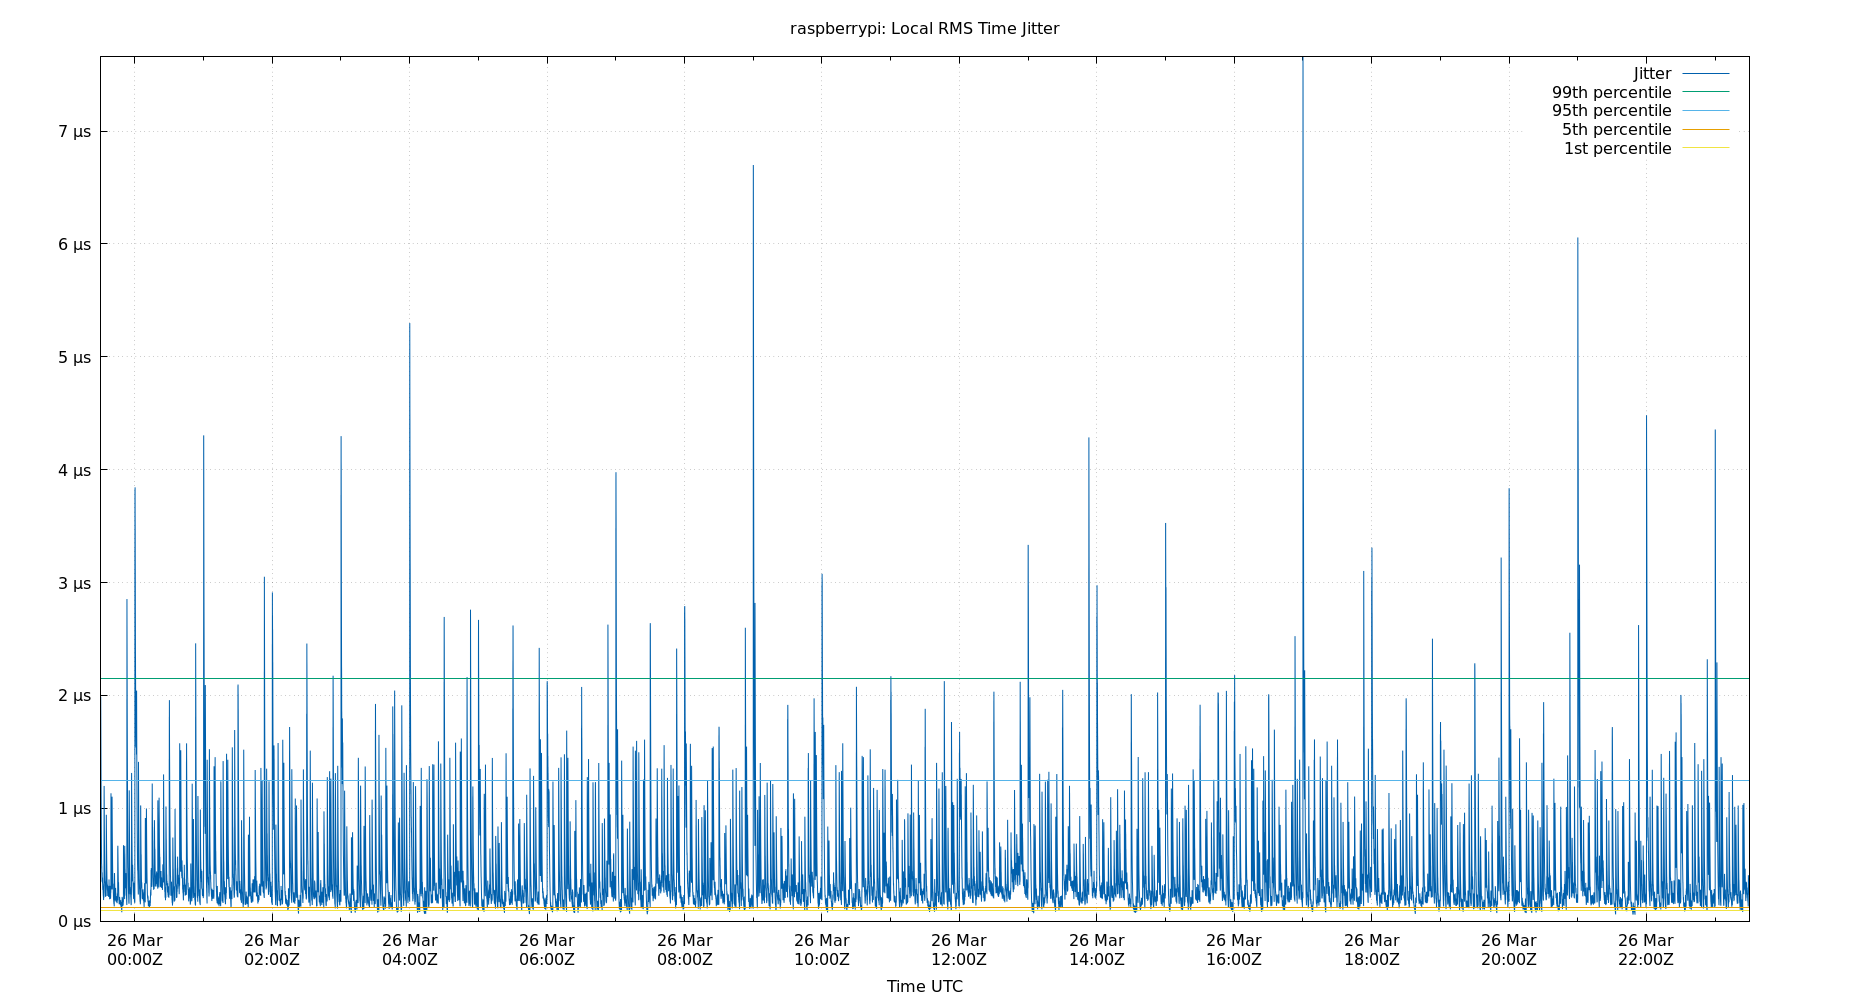 raspberrypi: Local RMS Time Jitter
Jitter
99th percentile
95th percentile
5th percentile
1st percentile
7 µs
6 µs
5 µs
4 µs
3 µs
2 µs
1 µs
0 µs
26 Mar 26 Mar 26 Mar 26 Mar 26 Mar 26 Mar 26 Mar 26 Mar 26 Mar 26 Mar 26 Mar 26 Mar
00:00Z 02:00Z 04:00Z 06:00Z 08:00Z 10:00Z 12:00Z 14:00Z 16:00Z 18:00Z 20:00Z 22:00Z
Time UTC